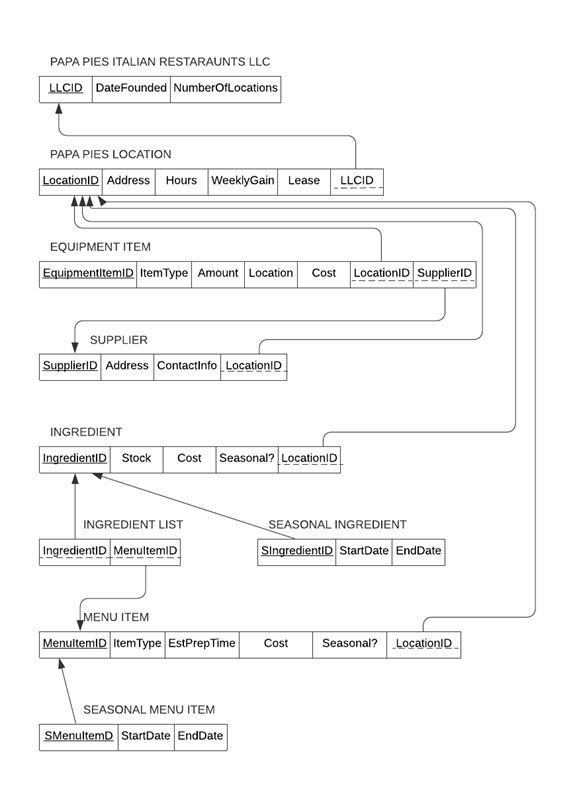 PAPA PIES ITALIAN RESTARAUNTS LLC
LLCID DateFounded NumberOfLocations
PAPA PIES LOCATION
LocationID Address Hours WeeklyGain Lease LLCID
EQUIPMENT ITEM
EquipmentItemID ItemType Amount Location Cost LocationID SupplierID
SUPPLIER
SupplierID Address ContactInfo LocationID
INGREDIENT
IngredientID Stock Cost Seasonal? LocationID
INGREDIENT LIST SEASONAL INGREDIENT
IngredientID MenuItemID SIngredientID StartDate EndDate
MENU ITEM
MenuItemID ItemType EstPrepTime Cost Seasonal? LocationID
SEASONAL MENU ITEM
SMenuItemD StartDate EndDate